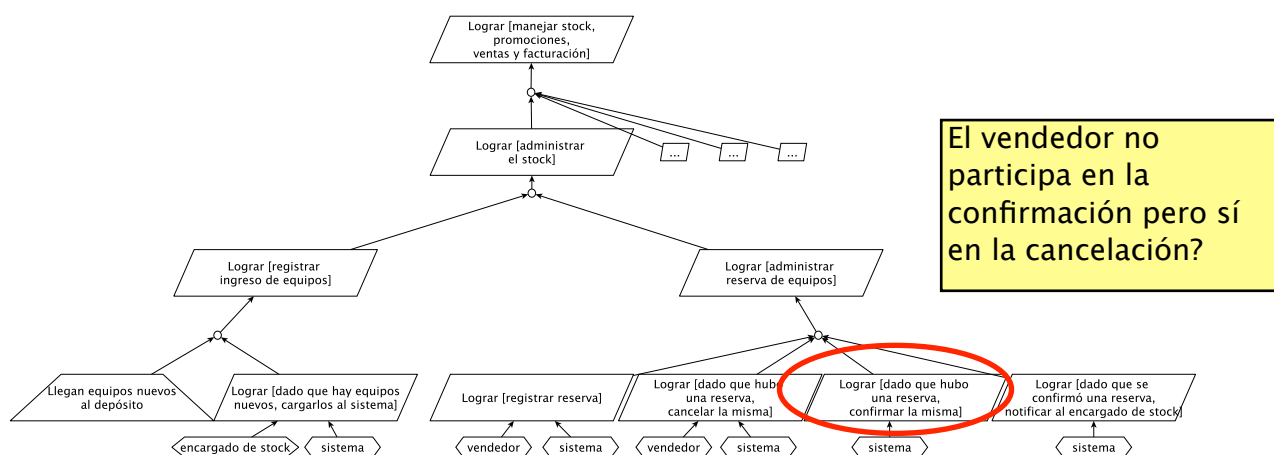 Lograr [manejar stock,
promociones,
ventas y facturación]
Lograr [administrar
el stock]
...
...
...
El vendedor no
participa en la
confirmación pero sí
en la cancelación?
Lograr [registrar
ingreso de equipos]
Lograr [administrar
reserva de equipos]
Llegan equipos nuevos
al depósito
Lograr [dado que hay equipos
nuevos, cargarlos al sistema]
Lograr [registrar reserva]
Lograr [dado que hubo
una reserva,
cancelar la misma]
Lograr [dado que hubo
una reserva,
confirmar la misma]
Lograr [dado que se
confirmó una reserva,
notificar al encargado de stock]
encargado de stock
sistema
vendedor
sistema
vendedor
sistema
sistema
sistema